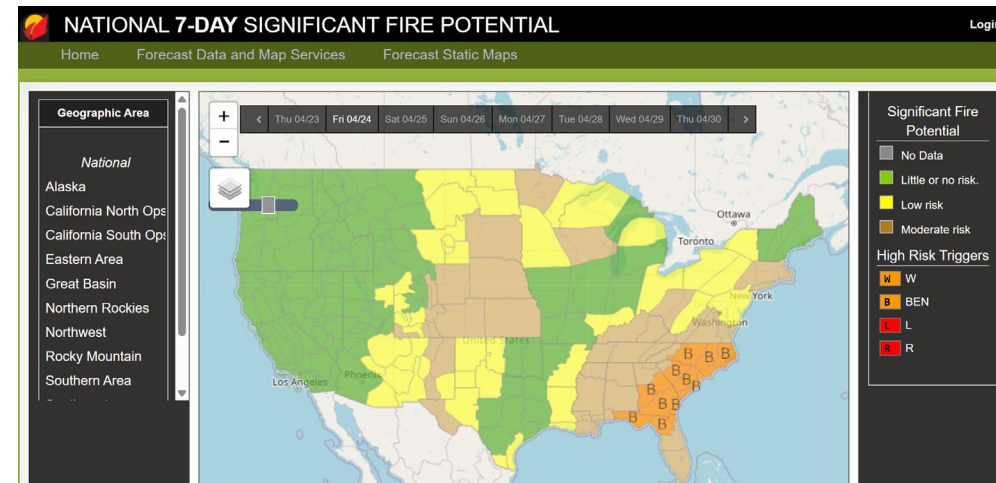 NATIONAL 7-DAY SIGNIFICANT FIRE POTENTIAL
Login
Home
Forecast Data and Map Services
Forecast Static Maps
Geographic Area
National
Alaska
California North Ops
California South Ops
Eastern Area
Great Basin
Northern Rockies
Northwest
Rocky Mountain
Southern Area
+
−
‹ Thu 04/23 Fri 04/24 Sat 04/25 Sun 04/26 Mon 04/27 Tue 04/28 Wed 04/29 Thu 04/30 ›
Ottawa
Toronto
New York
Washington
United States
Los Angeles
Phoenix
B B B
B
B B
B
B B
B
B
Significant Fire
Potential
No Data
Little or no risk.
Low risk
Moderate risk
High Risk Triggers
W W
B BEN
L L
R R